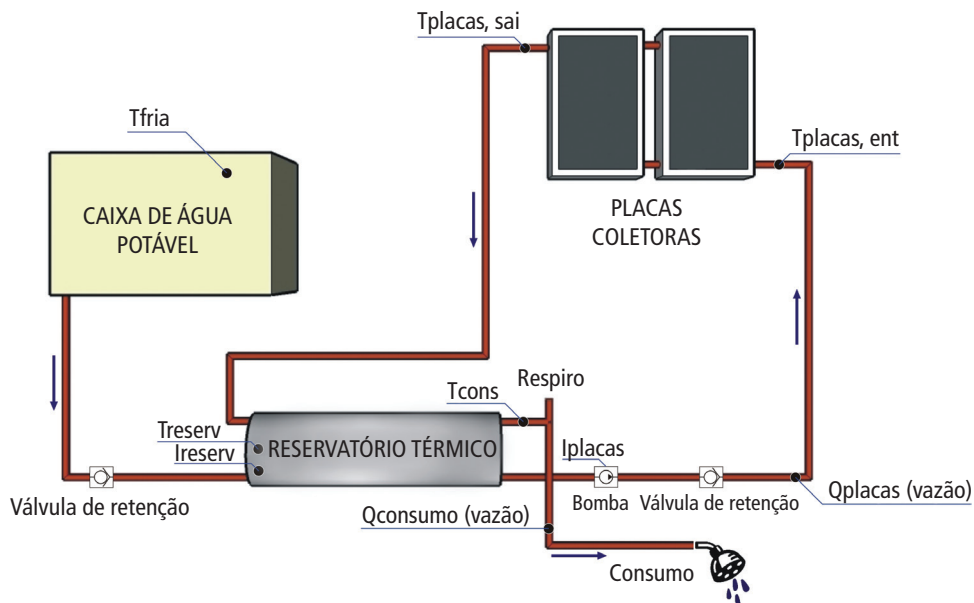 Tplacas, sai
Tfria
Tplacas, ent
CAIXA DE ÁGUA
POTÁVEL
PLACAS
COLETORAS
Respiro
Tcons
Treserv
Ireserv
RESERVATÓRIO TÉRMICO
Iplacas
Válvula de retenção
Bomba
Válvula de retenção
Qplacas (vazão)
Qconsumo (vazão)
Consumo